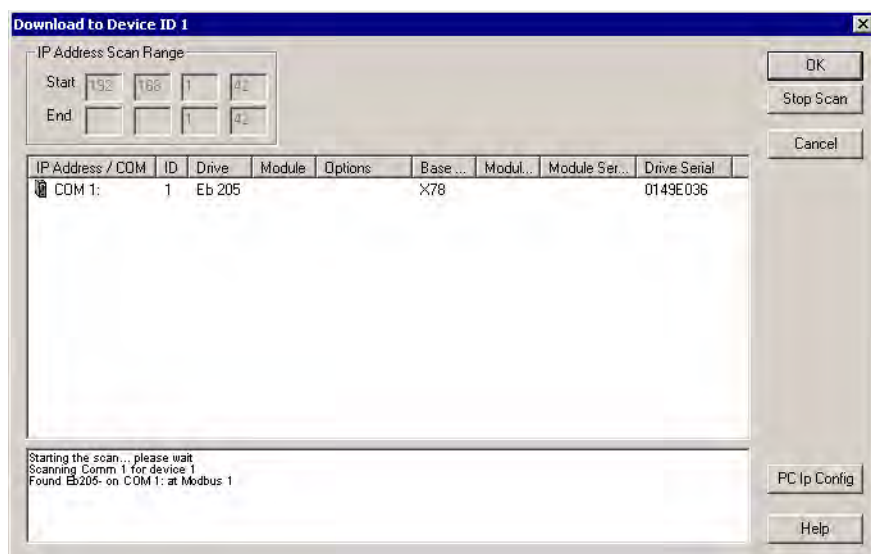 Download to Device ID 1
IP Address Scan Range
Start 192 168 1 42
End 1 42
OK
Stop Scan
Cancel
IP Address / COM ID Drive Module Options Base ... Modul... Module Ser... Drive Serial
COM 1: 1 Eb 205 X78 0149E036
Starting the scan... please wait
Scanning Comm 1 for device 1
Found Eb205- on COM 1: at Modbus 1
PC Ip Config
Help